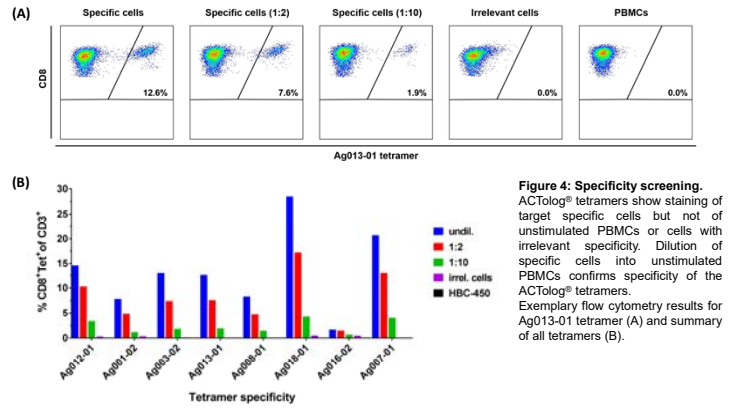 (A)
Specific cells
Specific cells (1:2)
Specific cells (1:10)
Irrelevant cells
PBMCs
CD8
12.6%
7.6%
1.9%
0.0%
0.0%
Ag013-01 tetramer
(B)
% CD8⁺Tet⁺ of CD3⁺
30
25
20
15
10
5
0
Ag012-01
Ag001-02
Ag003-02
Ag013-01
Ag008-01
Ag018-01
Ag016-02
Ag007-01
Tetramer specificity
undil.
1:2
1:10
irrel. cells
HBC-450
Figure 4: Specificity screening.
ACTolog® tetramers show staining of
target specific cells but not of
unstimulated PBMCs or cells with
irrelevant specificity. Dilution of
specific cells into unstimulated
PBMCs confirms specificity of the
ACTolog® tetramers.
Exemplary flow cytometry results for
Ag013-01 tetramer (A) and summary
of all tetramers (B).